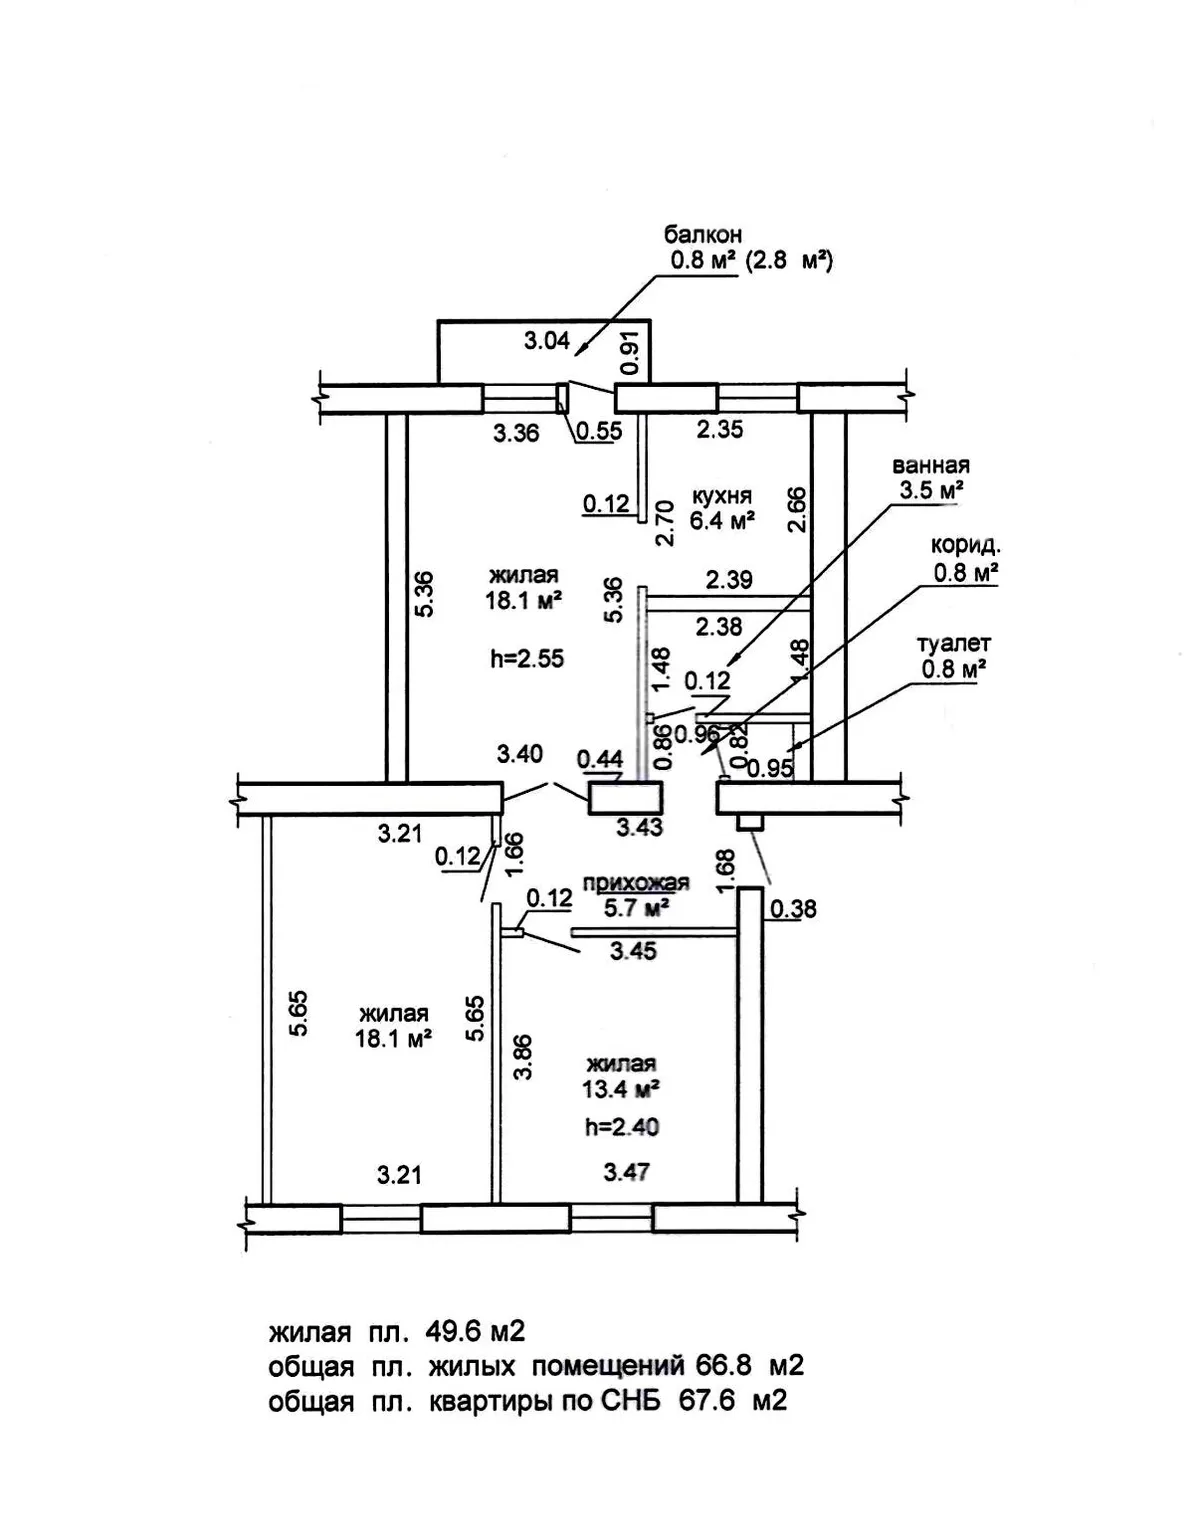 балкон
0.8 м² (2.8 м²)
3.04
0.91
3.36
0.55
2.35
ванная
3.5 м²
0.12
2.70
кухня
6.4 м²
2.66
корид.
0.8 м²
5.36
жилая
18.1 м²
5.36
2.39
2.38
h=2.55
туалет
0.8 м²
1.48
0.12
1.48
3.40
0.44
0.86
0.96
0.82
0.95
3.21
0.12
1.66
3.43
1.68
прихожая
5.7 м²
0.12
0.38
3.45
5.65
жилая
18.1 м²
5.65
3.86
жилая
13.4 м²
h=2.40
3.21
3.47
жилая пл. 49.6 м2
общая пл. жилых помещений 66.8 м2
общая пл. квартиры по СНБ 67.6 м2